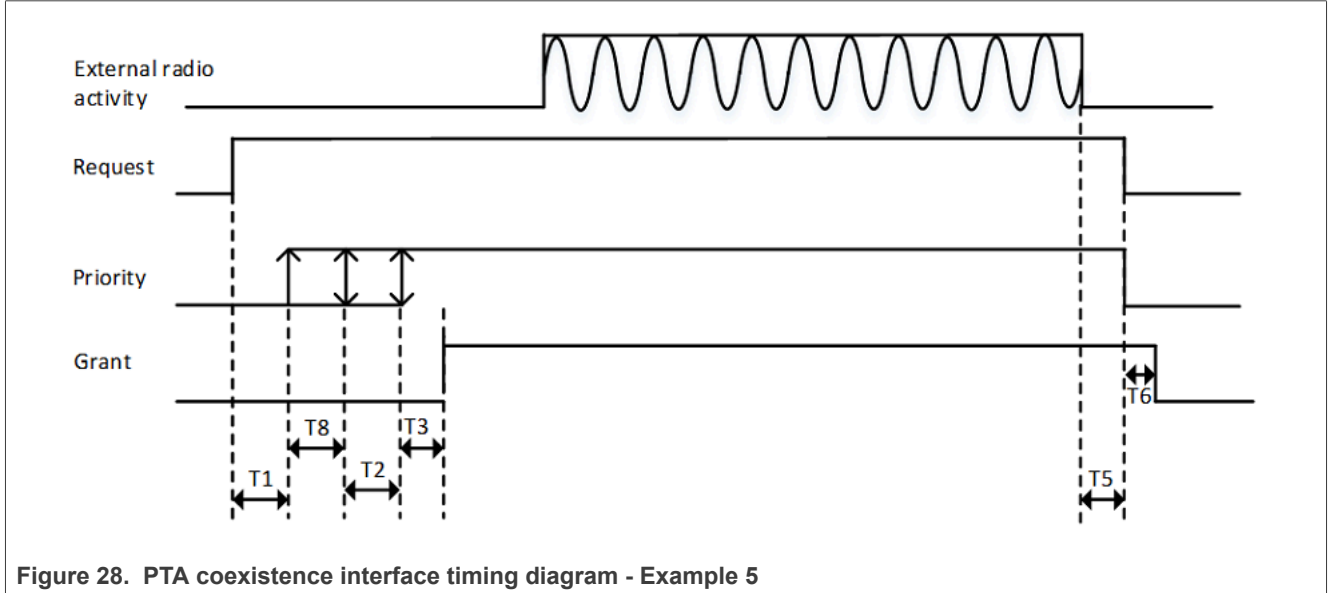 External radio
activity
Request
Priority
Grant
T8
T3
T6
T1
T2
T5
Figure 28. PTA coexistence interface timing diagram - Example 5